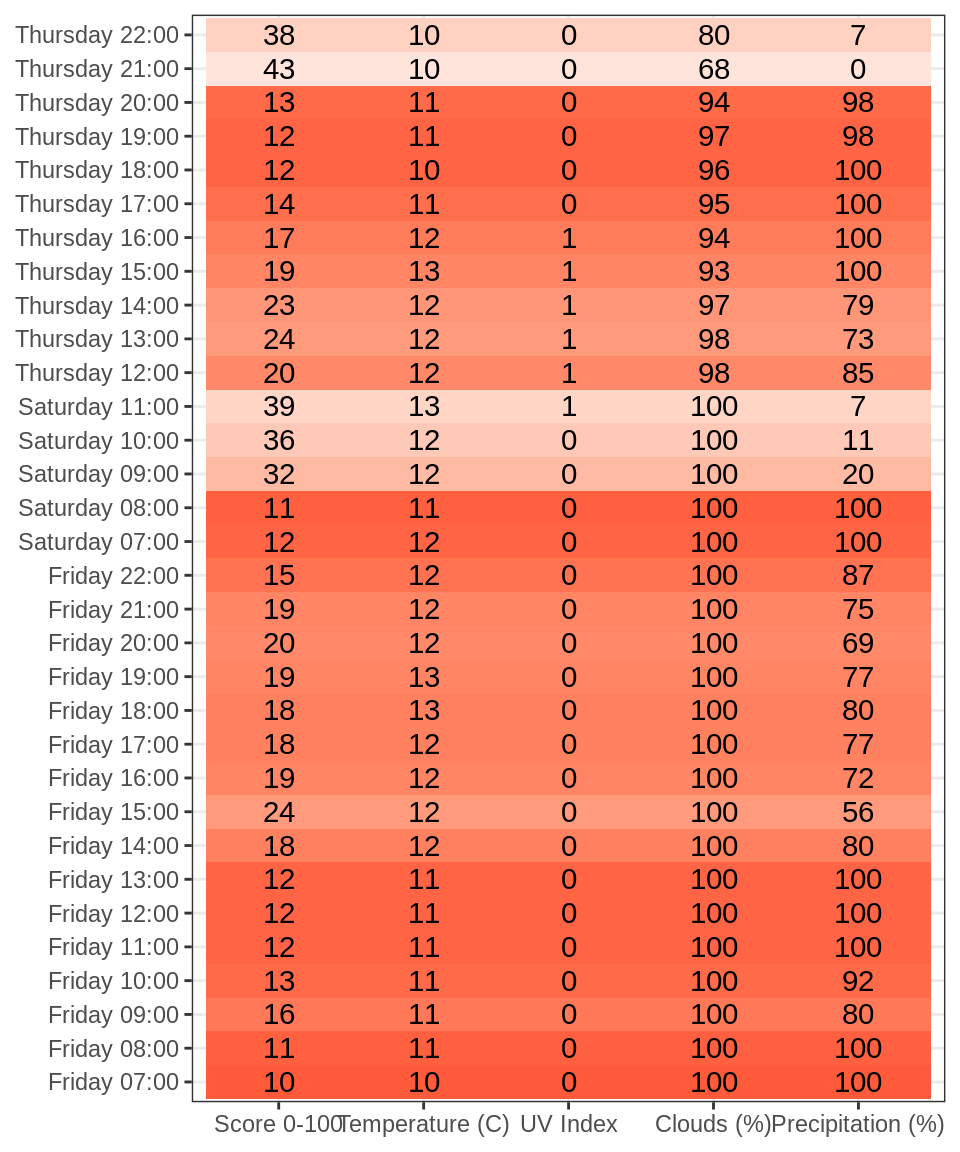 Thursday 22:00 38 10 0 80 7
Thursday 21:00 43 10 0 68 0
Thursday 20:00 13 11 0 94 98
Thursday 19:00 12 11 0 97 98
Thursday 18:00 12 10 0 96 100
Thursday 17:00 14 11 0 95 100
Thursday 16:00 17 12 1 94 100
Thursday 15:00 19 13 1 93 100
Thursday 14:00 23 12 1 97 79
Thursday 13:00 24 12 1 98 73
Thursday 12:00 20 12 1 98 85
Saturday 11:00 39 13 1 100 7
Saturday 10:00 36 12 0 100 11
Saturday 09:00 32 12 0 100 20
Saturday 08:00 11 11 0 100 100
Saturday 07:00 12 12 0 100 100
Friday 22:00 15 12 0 100 87
Friday 21:00 19 12 0 100 75
Friday 20:00 20 12 0 100 69
Friday 19:00 19 13 0 100 77
Friday 18:00 18 13 0 100 80
Friday 17:00 18 12 0 100 77
Friday 16:00 19 12 0 100 72
Friday 15:00 24 12 0 100 56
Friday 14:00 18 12 0 100 80
Friday 13:00 12 11 0 100 100
Friday 12:00 12 11 0 100 100
Friday 11:00 12 11 0 100 100
Friday 10:00 13 11 0 100 92
Friday 09:00 16 11 0 100 80
Friday 08:00 11 11 0 100 100
Friday 07:00 10 10 0 100 100
Score 0-100 Temperature (C) UV Index Clouds (%) Precipitation (%)